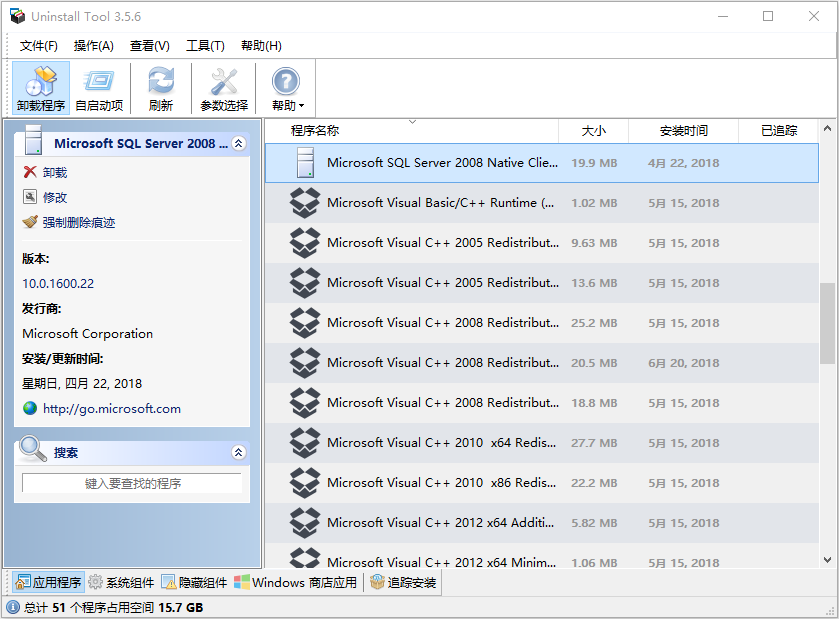 Uninstall Tool 3.5.6
文件(F) 操作(A) 查看(V) 工具(T) 帮助(H)
卸载程序 自启动项 刷新 参数选择 帮助
Microsoft SQL Server 2008 ...
卸载
修改
强制删除痕迹
版本:
10.0.1600.22
发行商:
Microsoft Corporation
安装/更新时间:
星期日, 四月 22, 2018
http://go.microsoft.com
搜索
键入要查找的程序
程序名称 大小 安装时间 已追踪
Microsoft SQL Server 2008 Native Clie... 19.9 MB 4月 22, 2018
Microsoft Visual Basic/C++ Runtime (... 1.02 MB 5月 15, 2018
Microsoft Visual C++ 2005 Redistribut... 9.63 MB 5月 15, 2018
Microsoft Visual C++ 2005 Redistribut... 13.6 MB 5月 15, 2018
Microsoft Visual C++ 2008 Redistribut... 25.2 MB 5月 15, 2018
Microsoft Visual C++ 2008 Redistribut... 20.5 MB 6月 20, 2018
Microsoft Visual C++ 2008 Redistribut... 18.8 MB 5月 15, 2018
Microsoft Visual C++ 2010  x64 Redis... 27.7 MB 5月 15, 2018
Microsoft Visual C++ 2010  x86 Redis... 22.2 MB 5月 15, 2018
Microsoft Visual C++ 2012 x64 Additi... 5.82 MB 5月 15, 2018
Microsoft Visual C++ 2012 x64 Minim... 1.06 MB 5月 15, 2018
应用程序 系统组件 隐藏组件 Windows 商店应用 追踪安装
总计 51 个程序占用空间 15.7 GB